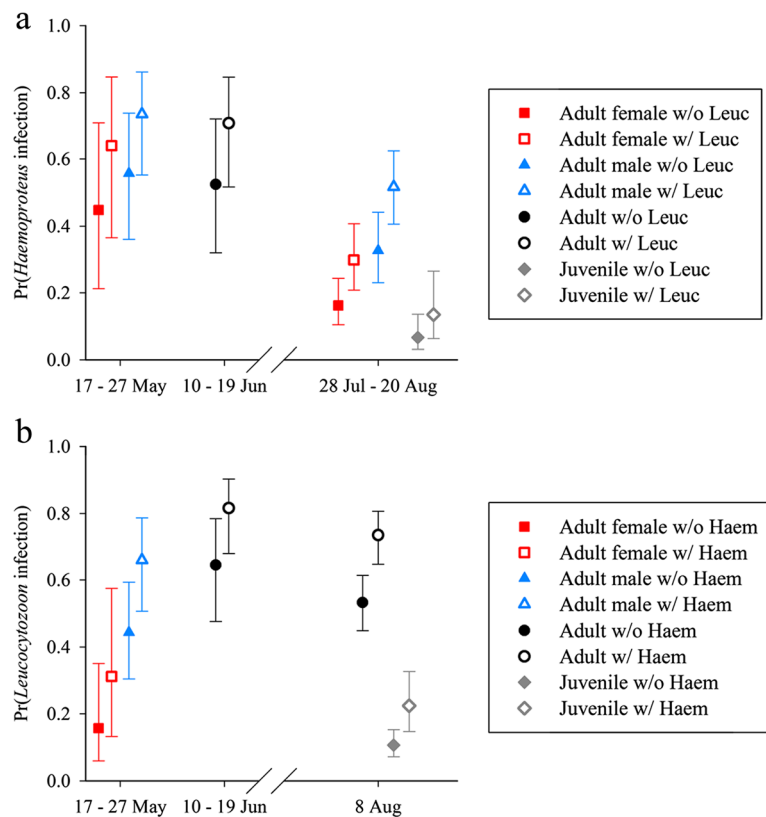 a
1.0
0.8
0.6
0.4
0.2
0.0
Pr(Haemoproteus infection)
17 - 27 May
10 - 19 Jun
28 Jul - 20 Aug
Adult female w/o Leuc
Adult female w/ Leuc
Adult male w/o Leuc
Adult male w/ Leuc
Adult w/o Leuc
Adult w/ Leuc
Juvenile w/o Leuc
Juvenile w/ Leuc
b
1.0
0.8
0.6
0.4
0.2
0.0
Pr(Leucocytozoon infection)
17 - 27 May
10 - 19 Jun
8 Aug
Adult female w/o Haem
Adult female w/ Haem
Adult male w/o Haem
Adult male w/ Haem
Adult w/o Haem
Adult w/ Haem
Juvenile w/o Haem
Juvenile w/ Haem